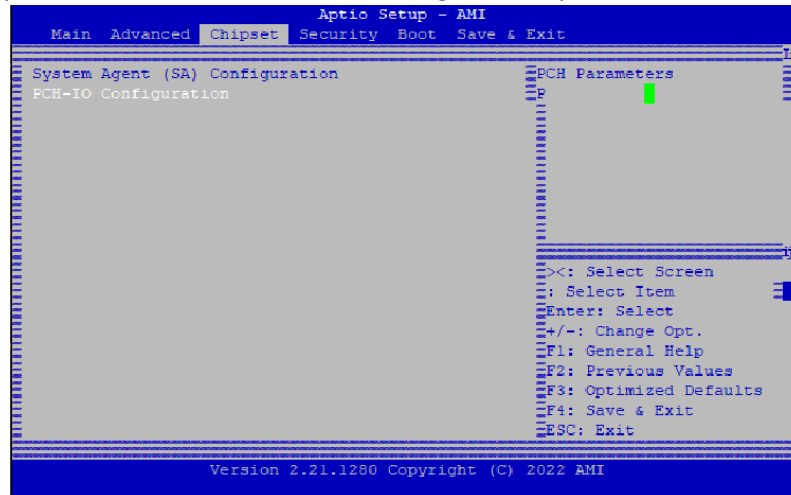 Aptio Setup - AMI
Main Advanced Chipset Security Boot Save & Exit
System Agent (SA) Configuration
PCH-IO Configuration
PCH Parameters
P
><: Select Screen
: Select Item
Enter: Select
+/-: Change Opt.
F1: General Help
F2: Previous Values
F3: Optimized Defaults
F4: Save & Exit
ESC: Exit
Version 2.21.1280 Copyright (C) 2022 AMI